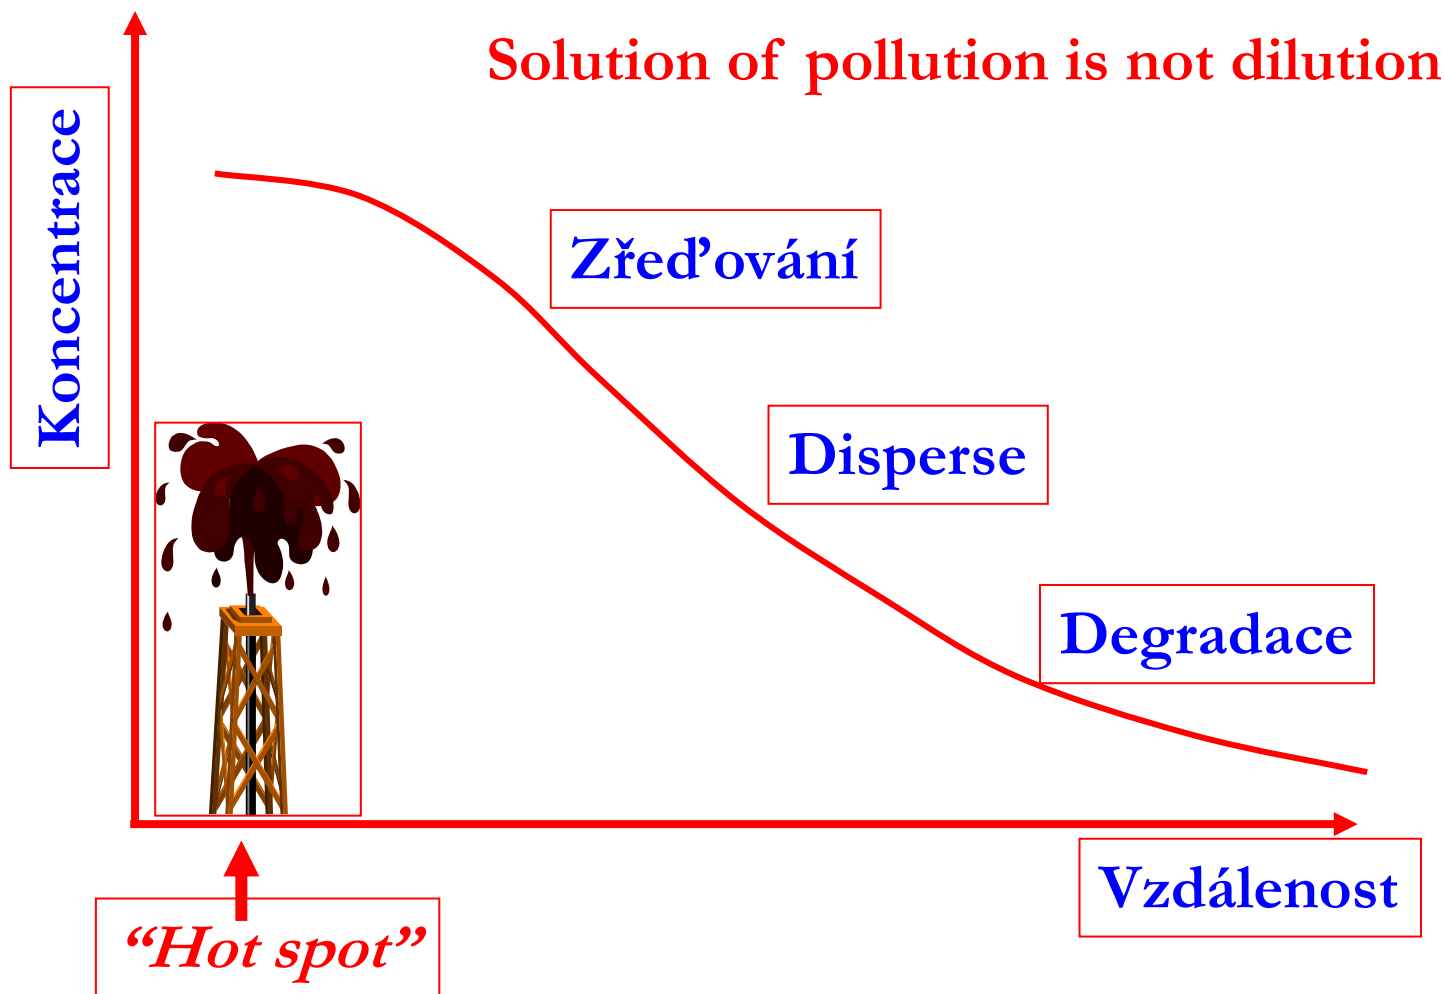 Solution of pollution is not dilution
Koncentrace
Zřeďování
Disperse
Degradace
Vzdálenost
“Hot spot”